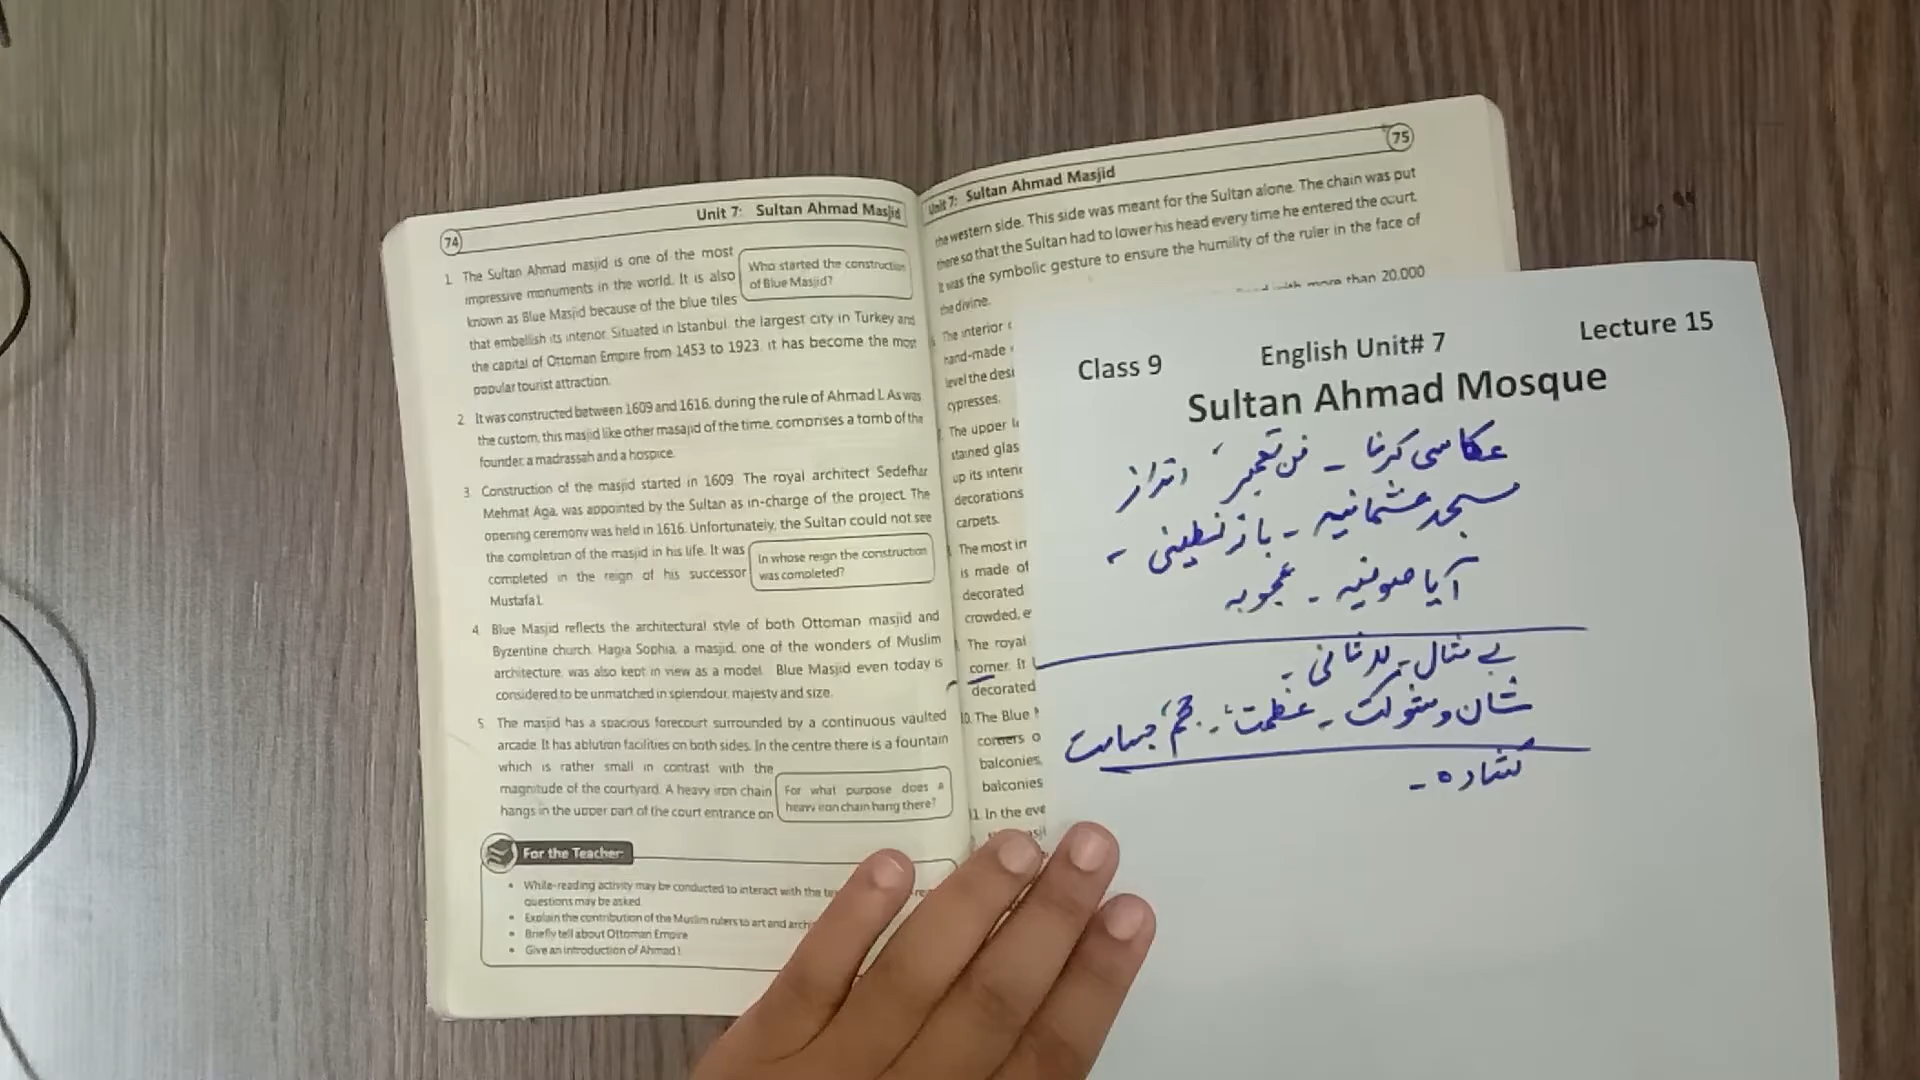 74
Unit 7: Sultan Ahmad Masjid
1. The Sultan Ahmad masjid is one of the most
impressive monuments in the world. It is also
known as Blue Masjid because of the blue tiles
that embellish its interior. Situated in Istanbul, the largest city in Turkey and
the capital of Ottoman Empire from 1453 to 1923, it has become the most
popular tourist attraction.
Who started the construction
of Blue Masjid?
2. It was constructed between 1609 and 1616, during the rule of Ahmad I. As was
the custom, this masjid like other masajid of the time, comprises a tomb of the
founder, a madrassah and a hospice.
3. Construction of the masjid started in 1609. The royal architect Sedefhar
Mehmat Aga, was appointed by the Sultan as in-charge of the project. The
opening ceremony was held in 1616. Unfortunately, the Sultan could not see
the completion of the masjid in his life. It was
completed in the reign of his successor
Mustafa I.
In whose reign the construction
was completed?
4. Blue Masjid reflects the architectural style of both Ottoman masjid and
Byzentine church. Hagia Sophia, a masjid, one of the wonders of Muslim
architecture, was also kept in view as a model. Blue Masjid even today is
considered to be unmatched in splendour, majesty and size.
5. The masjid has a spacious forecourt surrounded by a continuous vaulted
arcade. It has ablution facilities on both sides. In the centre there is a fountain
which is rather small in contrast with the
magnitude of the courtyard. A heavy iron chain
hangs in the upper part of the court entrance on
For what purpose does a
heavy iron chain hang there?
For the Teacher:
• While-reading activity may be conducted to interact with the
questions may be asked.
• Explain the contribution of the Muslim rulers to art and
• Briefly tell about Ottoman Empire
• Give an introduction of Ahmad I
Unit 7: Sultan Ahmad Masjid
75
the western side. This side was meant for the Sultan alone. The chain was put
there so that the Sultan had to lower his head every time he entered the court.
It was the symbolic gesture to ensure the humility of the ruler in the face of
the divine.
with more than 20,000
The interior
hand-made
level the
cypresses.
The upper
stained
up its
decorations
carpets.
The most
is made of
decorated
crowded,
The royal
corner. It
decorated
10. The Blue
corners
balconies,
balconies
11. In the
Class 9
English Unit# 7
Lecture 15
Sultan Ahmad Mosque
عکاسی کرنا - فن تعمیر ، انداز
مسجد عثمانیہ - بازنطینی -
آیا صوفیہ - عجوبہ
بے مثال - لاثانی -
شان و شوکت - عظمت - حجم، جسامت
کشادہ -